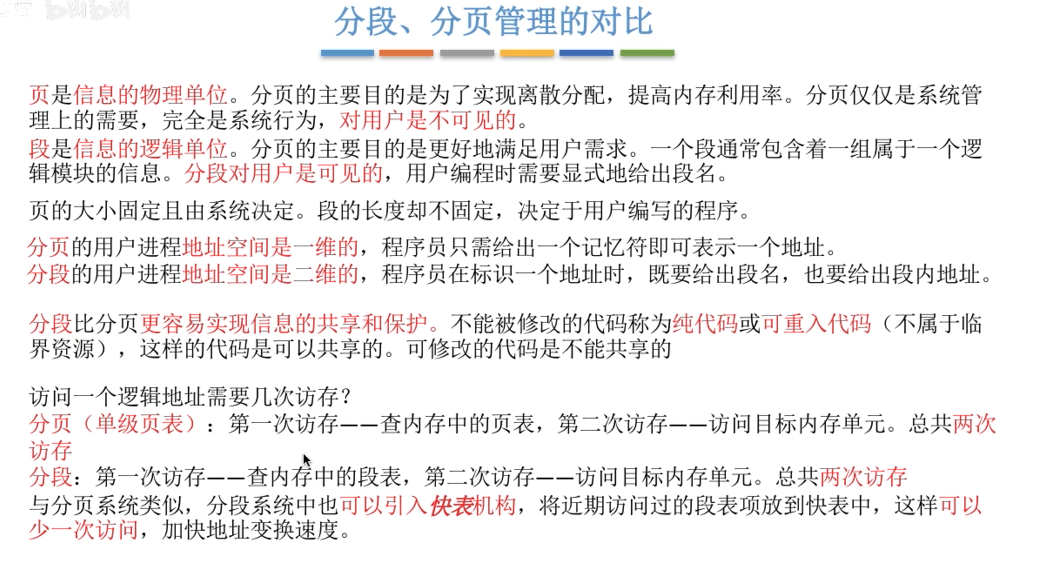 bilibili
分段、分页管理的对比
页是信息的物理单位。分页的主要目的是为了实现离散分配，提高内存利用率。分页仅仅是系统管
理上的需要，完全是系统行为，对用户是不可见的。
段是信息的逻辑单位。分页的主要目的是更好地满足用户需求。一个段通常包含着一组属于一个逻
辑模块的信息。分段对用户是可见的，用户编程时需要显式地给出段名。
页的大小固定且由系统决定。段的长度却不固定，决定于用户编写的程序。
分页的用户进程地址空间是一维的，程序员只需给出一个记忆符即可表示一个地址。
分段的用户进程地址空间是二维的，程序员在标识一个地址时，既要给出段名，也要给出段内地址。
分段比分页更容易实现信息的共享和保护。不能被修改的代码称为纯代码或可重入代码（不属于临
界资源），这样的代码是可以共享的。可修改的代码是不能共享的
访问一个逻辑地址需要几次访存？
分页（单级页表）：第一次访存——查内存中的页表，第二次访存——访问目标内存单元。总共两次
访存
分段：第一次访存——查内存中的段表，第二次访存——访问目标内存单元。总共两次访存
与分页系统类似，分段系统中也可以引入快表机构，将近期访问过的段表项放到快表中，这样可以
少一次访问，加快地址变换速度。